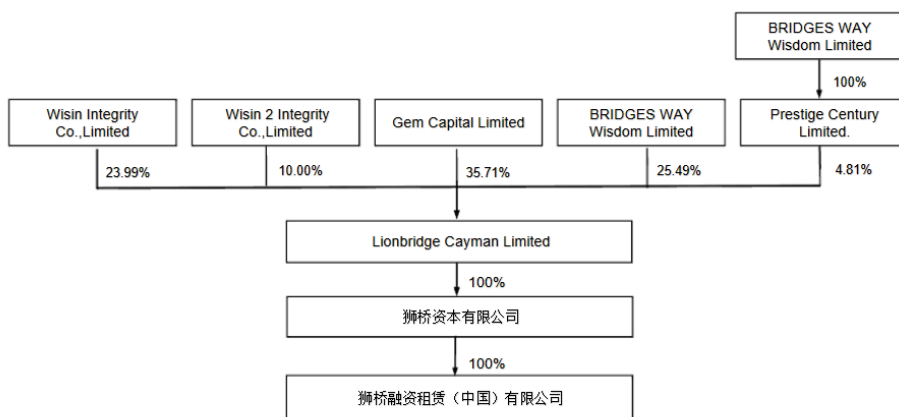 BRIDGES WAY
Wisdom Limited
100%
Wisin Integrity
Co.,Limited
Wisin 2 Integrity
Co.,Limited
Gem Capital Limited
BRIDGES WAY
Wisdom Limited
Prestige Century
Limited.
23.99%
10.00%
35.71%
25.49%
4.81%
Lionbridge Cayman Limited
100%
狮桥资本有限公司
100%
狮桥融资租赁（中国）有限公司